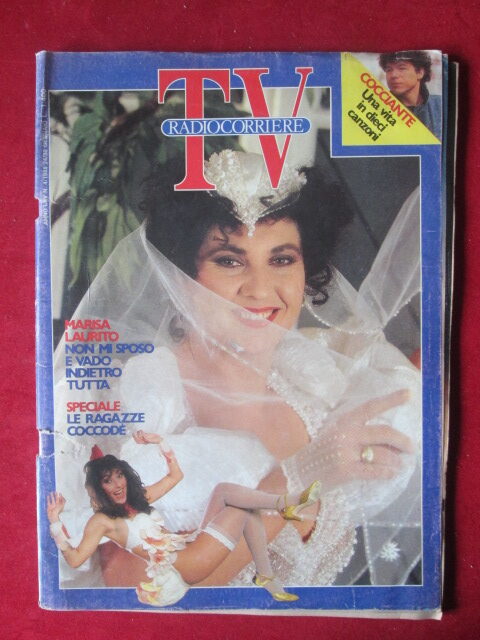 TV
RADIOCORRIERE
COCCIANTE
Una vita
in dieci
canzoni
MARISA
LAURITO
NON MI SPOSO
E VADO
INDIETRO
TUTTA
SPECIALE
LE RAGAZZE
COCCODÈ